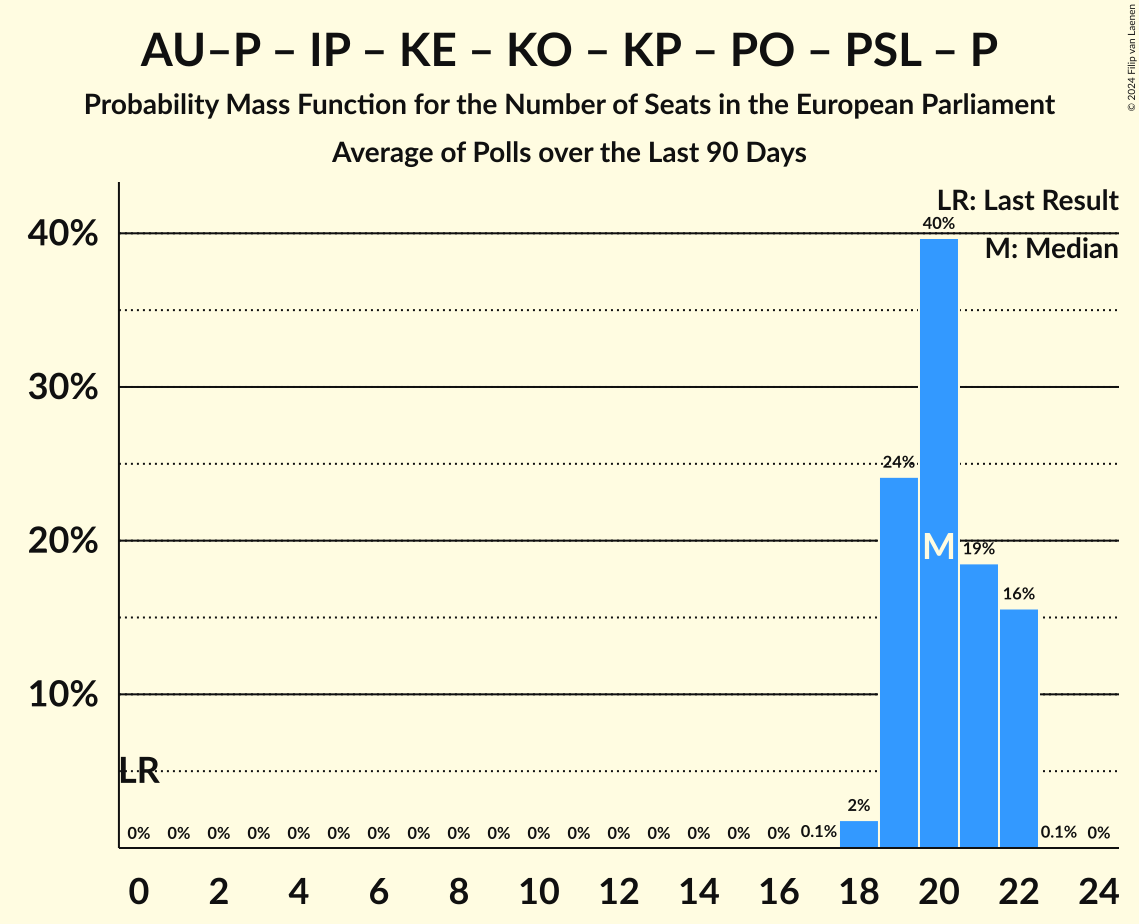 AU–P – IP – KE – KO – KP – PO – PSL – P
Probability Mass Function for the Number of Seats in the European Parliament
Average of Polls over the Last 90 Days
© 2024 Filip van Laenen
LR: Last Result
M: Median
40%
30%
20%
10%
LR
M
0% 0% 0% 0% 0% 0% 0% 0% 0% 0% 0% 0% 0% 0% 0% 0% 0% 0.1% 2% 24% 40% 19% 16% 0.1% 0%
0 2 4 6 8 10 12 14 16 18 20 22 24